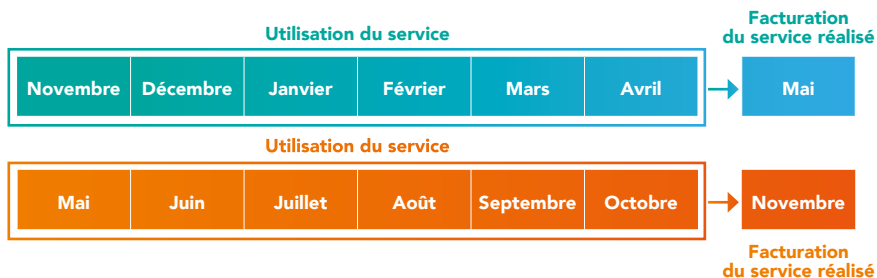 Facturation
du service réalisé
Utilisation du service
Novembre Décembre Janvier Février Mars Avril Mai
Utilisation du service
Mai Juin Juillet Août Septembre Octobre Novembre
Facturation
du service réalisé